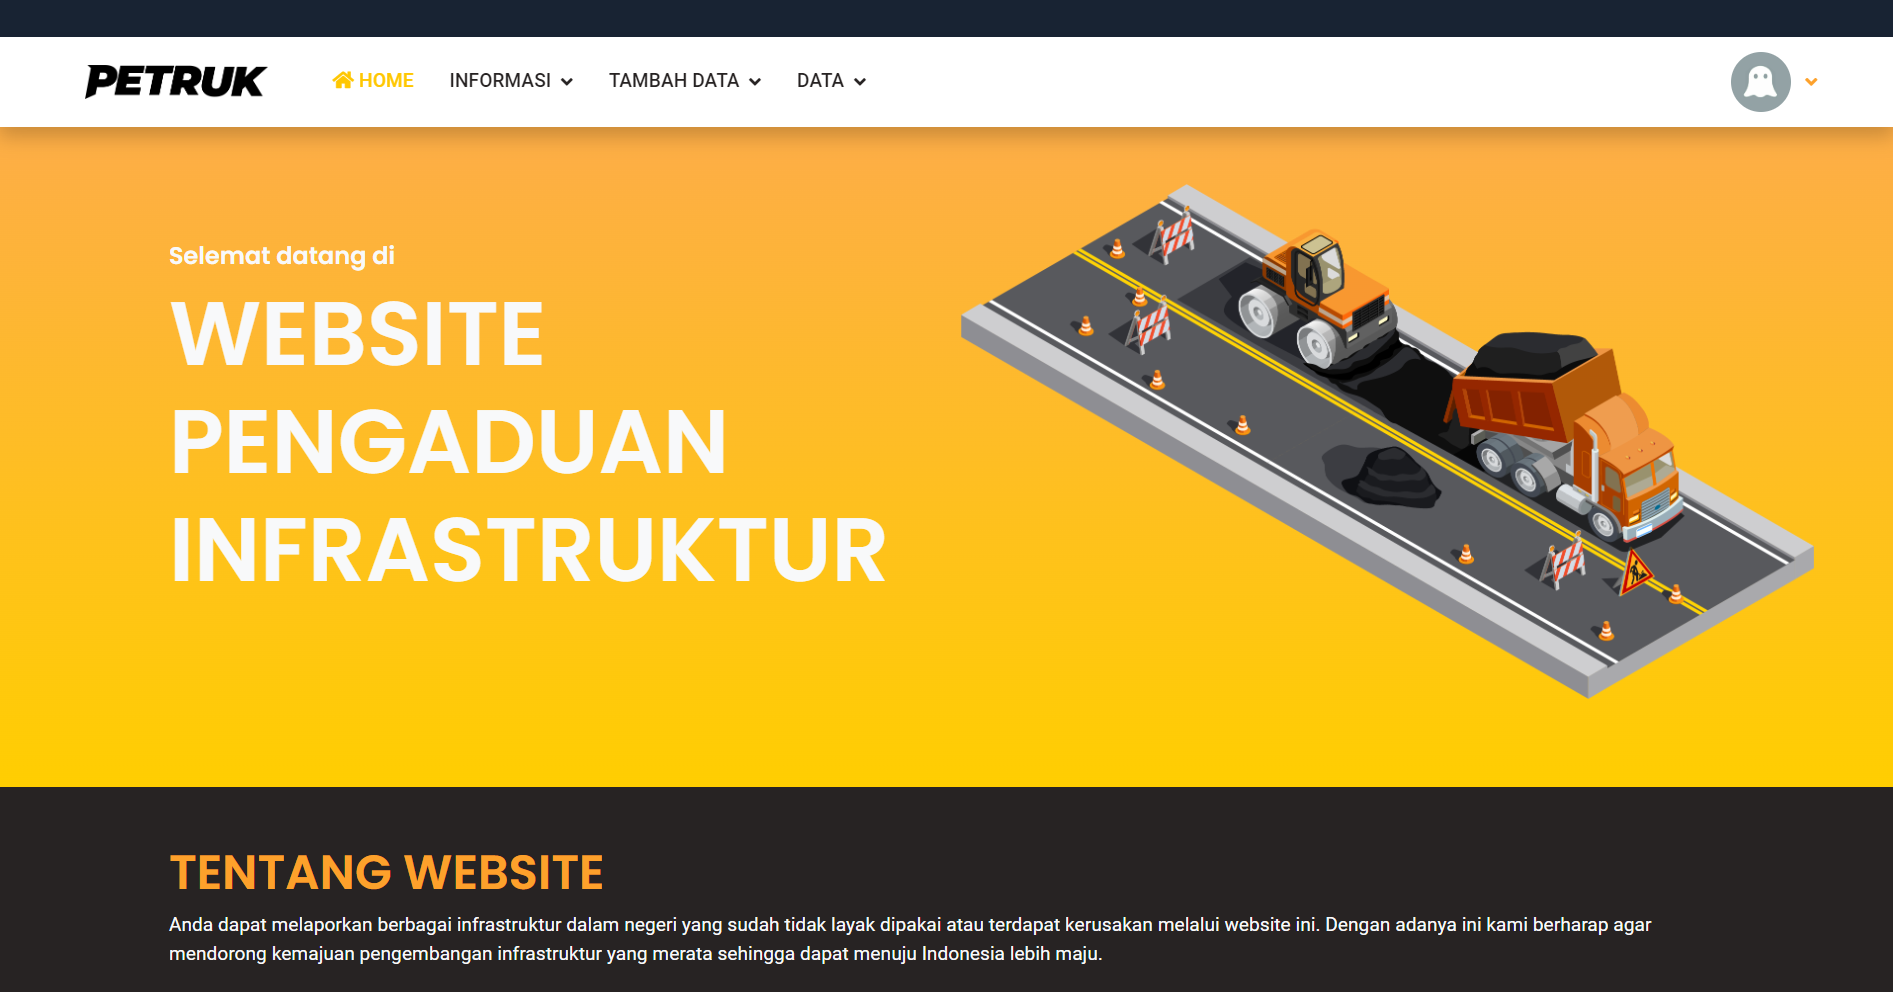 PETRUK
HOME
INFORMASI
TAMBAH DATA
DATA
Selemat datang di
WEBSITE
PENGADUAN
INFRASTRUKTUR
TENTANG WEBSITE
Anda dapat melaporkan berbagai infrastruktur dalam negeri yang sudah tidak layak dipakai atau terdapat kerusakan melalui website ini. Dengan adanya ini kami berharap agar
mendorong kemajuan pengembangan infrastruktur yang merata sehingga dapat menuju Indonesia lebih maju.